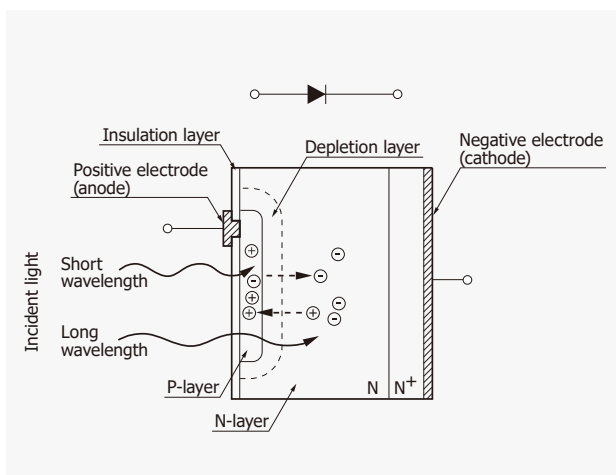 Insulation layer
Depletion layer
Negative electrode
(cathode)
Positive electrode
(anode)
Incident light
Short
wavelength
Long
wavelength
P-layer
N-layer
N
N+